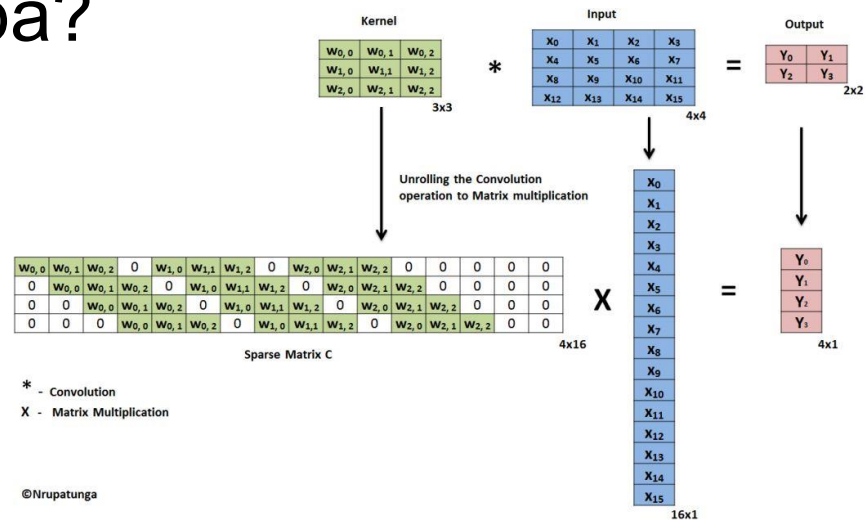 ра?
Kernel
Input
Output
W0,0 W0,1 W0,2
W1,0 W1,1 W1,2
W2,0 W2,1 W2,2
3x3
*
X0 X1 X2 X3
X4 X5 X6 X7
X8 X9 X10 X11
X12 X13 X14 X15
4x4
=
Y0 Y1
Y2 Y3
2x2
Unrolling the Convolution
operation to Matrix multiplication
W0,0 W0,1 W0,2 0 W1,0 W1,1 W1,2 0 W2,0 W2,1 W2,2 0 0 0 0 0
0 W0,0 W0,1 W0,2 0 W1,0 W1,1 W1,2 0 W2,0 W2,1 W2,2 0 0 0 0
0 0 W0,0 W0,1 W0,2 0 W1,0 W1,1 W1,2 0 W2,0 W2,1 W2,2 0 0 0
0 0 0 W0,0 W0,1 W0,2 0 W1,0 W1,1 W1,2 0 W2,0 W2,1 W2,2 0 0
4x16
Sparse Matrix C
X
X0
X1
X2
X3
X4
X5
X6
X7
X8
X9
X10
X11
X12
X13
X14
X15
16x1
=
Y0
Y1
Y2
Y3
4x1
* - Convolution
X - Matrix Multiplication
©Nrupatunga